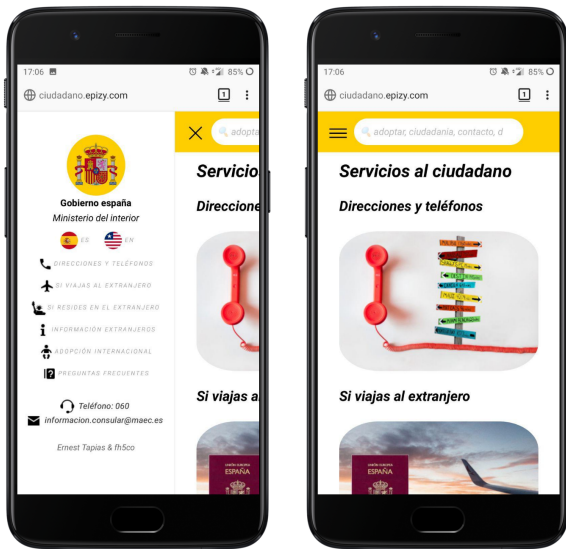 17:06
85%
ciudadano.epizy.com
1
adopta
Gobierno españa
Ministerio del interior
ES
EN
DIRECCIONES Y TELÉFONOS
SI VIAJAS AL EXTRANJERO
SI RESIDES EN EL EXTRANJERO
INFORMACIÓN EXTRANJEROS
ADOPCIÓN INTERNACIONAL
PREGUNTAS FRECUENTES
Teléfono: 060
informacion.consular@maec.es
Ernest Tapias & fh5co
Servicio
Direccione
Si viajas a
ESPAÑA
17:06
85%
ciudadano.epizy.com
1
adoptar, ciudadania, contacto, d
Servicios al ciudadano
Direcciones y teléfonos
Si viajas al extranjero
UNIÓN EUROPEA
ESPAÑA